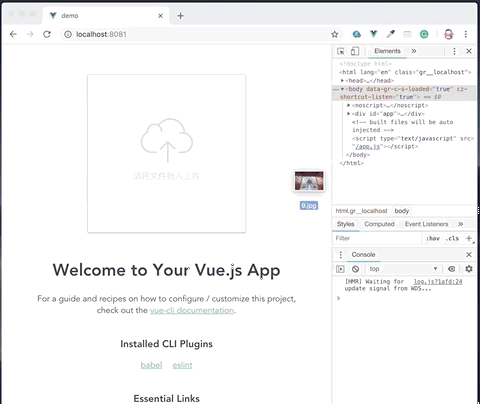 demo
localhost:8081
请将文件拖入上传
9.jpg
Welcome to Your Vue.js App
For a guide and recipes on how to configure / customize this project,
check out the vue-cli documentation.
Installed CLI Plugins
babel eslint
Essential Links
Elements
<!doctype html>
<html lang="en" class="gr__localhost">
<head>…</head>
<body data-gr-c-s-loaded="true" cz-
shortcut-listen="true"> == $0
<noscript>…</noscript>
<div id="app">…</div>
<!-- built files will be auto
injected -->
<script type="text/javascript" src=
"/app.js"></script>
</body>
</html>
html.gr__localhost body
Styles Computed Event Listeners
Filter :hov .cls
Console
top
[HMR] Waiting for log.js?1afd:24
update signal from WDS...